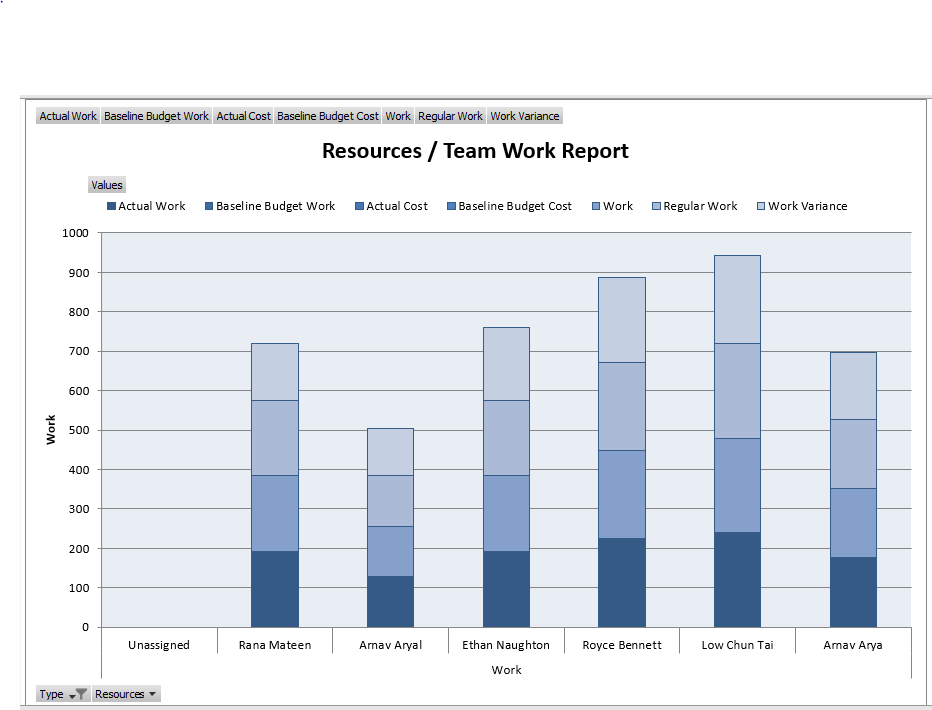 Actual Work Baseline Budget Work Actual Cost Baseline Budget Cost Work Regular Work Work Variance
Resources / Team Work Report
Values
Actual Work Baseline Budget Work Actual Cost Baseline Budget Cost Work Regular Work Work Variance
1000
900
800
700
600
500
400
300
200
100
0
Work
Unassigned Rana Mateen Arnav Aryal Ethan Naughton Royce Bennett Low Chun Tai Arnav Arya
Work
Type Resources